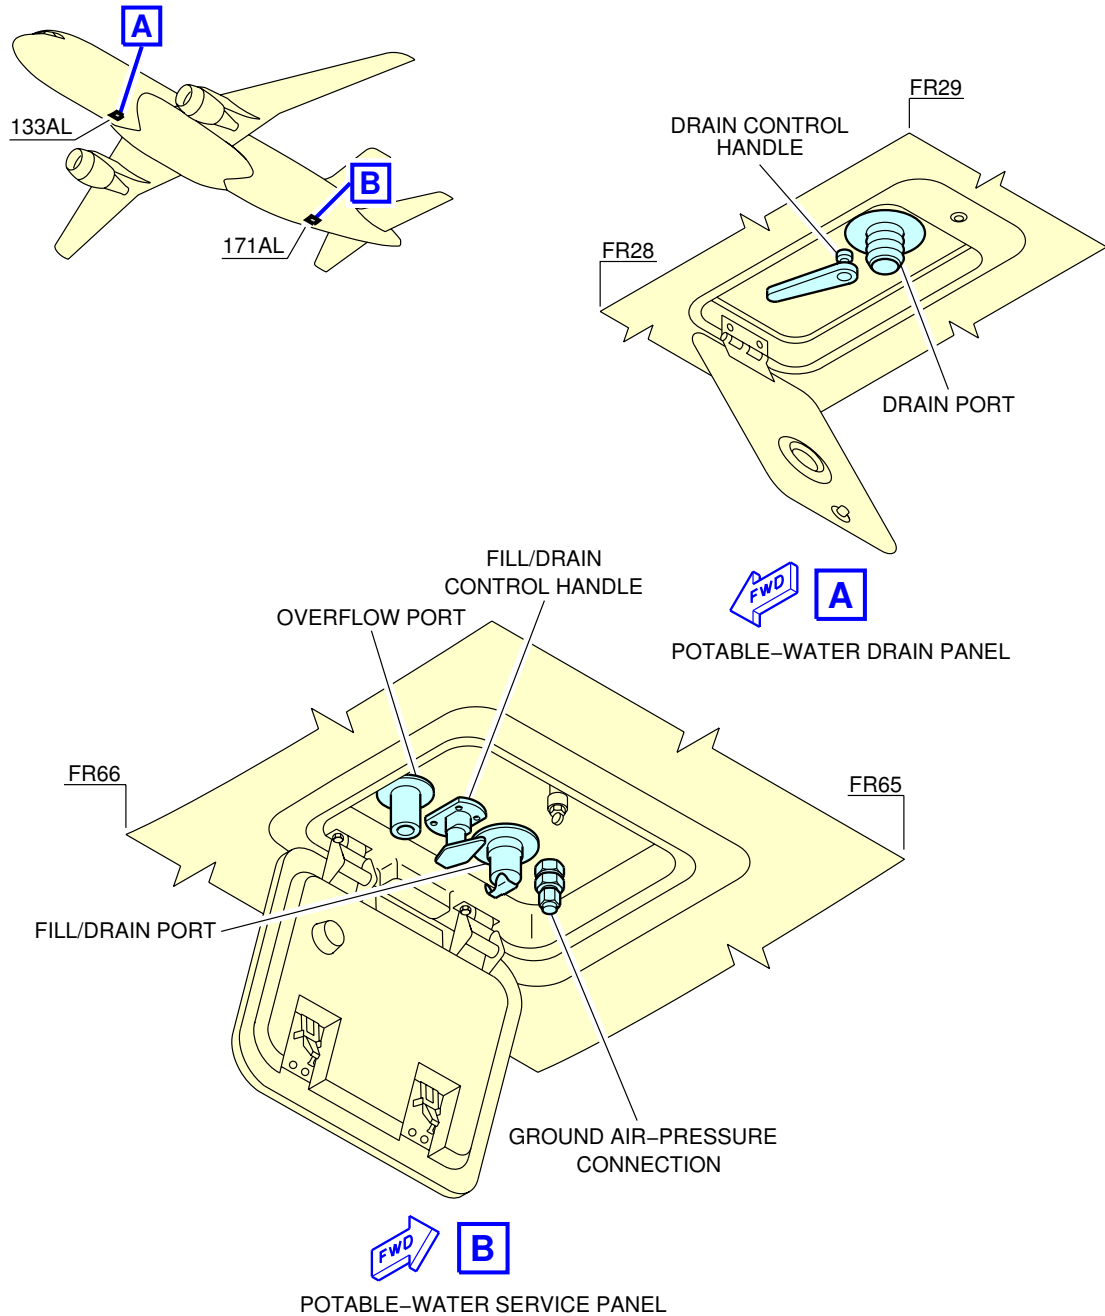 A
133AL
B
171AL
FR29
DRAIN CONTROL
HANDLE
FR28
DRAIN PORT
FWD
A
POTABLE−WATER DRAIN PANEL
FILL/DRAIN
CONTROL HANDLE
OVERFLOW PORT
FR66
FR65
FILL/DRAIN PORT
GROUND AIR−PRESSURE
CONNECTION
FWD
B
POTABLE−WATER SERVICE PANEL